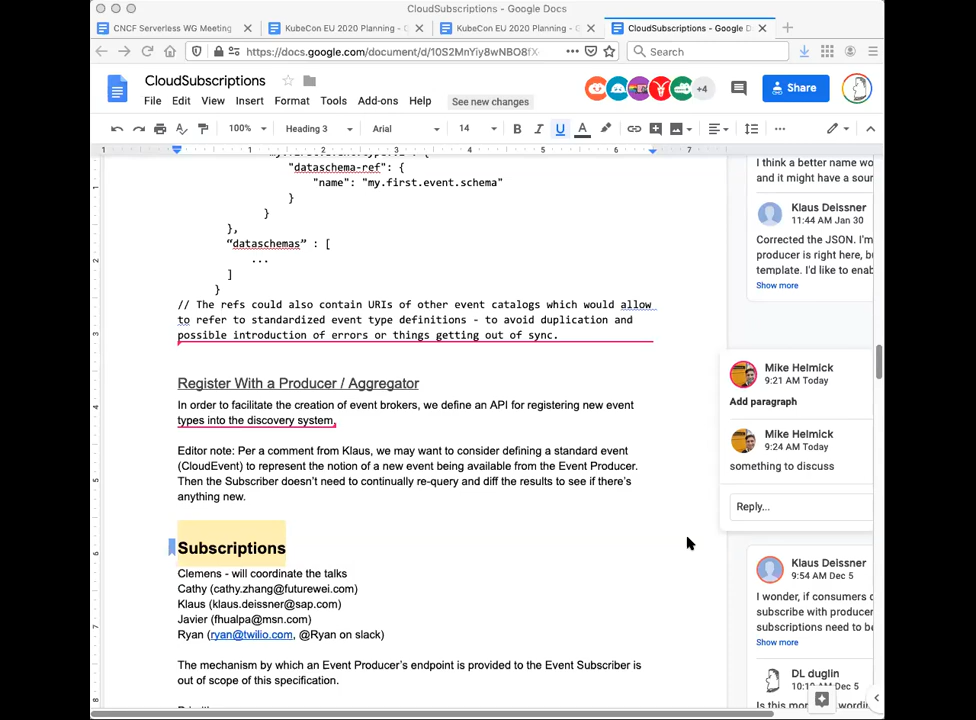 CloudSubscriptions - Google Docs
CNCF Serverless WG Meeting
KubeCon EU 2020 Planning -
KubeCon EU 2020 Planning - G
CloudSubscriptions - Google D
https://docs.google.com/document/d/10S2MnYiy8wNBO8fX
Search
CloudSubscriptions
File Edit View Insert Format Tools Add-ons Help See new changes
+4
Share
100% Heading 3 Arial 14 B I U A
1 1 2 3 4 5 6 7
"dataschema-ref": {
"name": "my.first.event.schema"
}
}
},
“dataschemas” : [
...
]
}
// The refs could also contain URIs of other event catalogs which would allow
to refer to standardized event type definitions - to avoid duplication and
possible introduction of errors or things getting out of sync.
Register With a Producer / Aggregator
In order to facilitate the creation of event brokers, we define an API for registering new event
types into the discovery system.
Editor note: Per a comment from Klaus, we may want to consider defining a standard event
(CloudEvent) to represent the notion of a new event being available from the Event Producer.
Then the Subscriber doesn’t need to continually re-query and diff the results to see if there’s
anything new.
Subscriptions
Clemens - will coordinate the talks
Cathy (cathy.zhang@futurewei.com)
Klaus (klaus.deissner@sap.com)
Javier (fhualpa@msn.com)
Ryan (ryan@twilio.com, @Ryan on slack)
The mechanism by which an Event Producer’s endpoint is provided to the Event Subscriber is
out of scope of this specification.
I think a better name wo
and it might have a sour
Klaus Deissner
11:44 AM Jan 30
Corrected the JSON. I'm
producer is right here, bu
template. I'd like to enab
Show more
Mike Helmick
9:21 AM Today
Add paragraph
Mike Helmick
9:24 AM Today
something to discuss
Reply...
Klaus Deissner
9:54 AM Dec 5
I wonder, if consumers c
subscribe with producer
subscriptions need to be
Show more
DL duglin
10:18 AM Dec 5